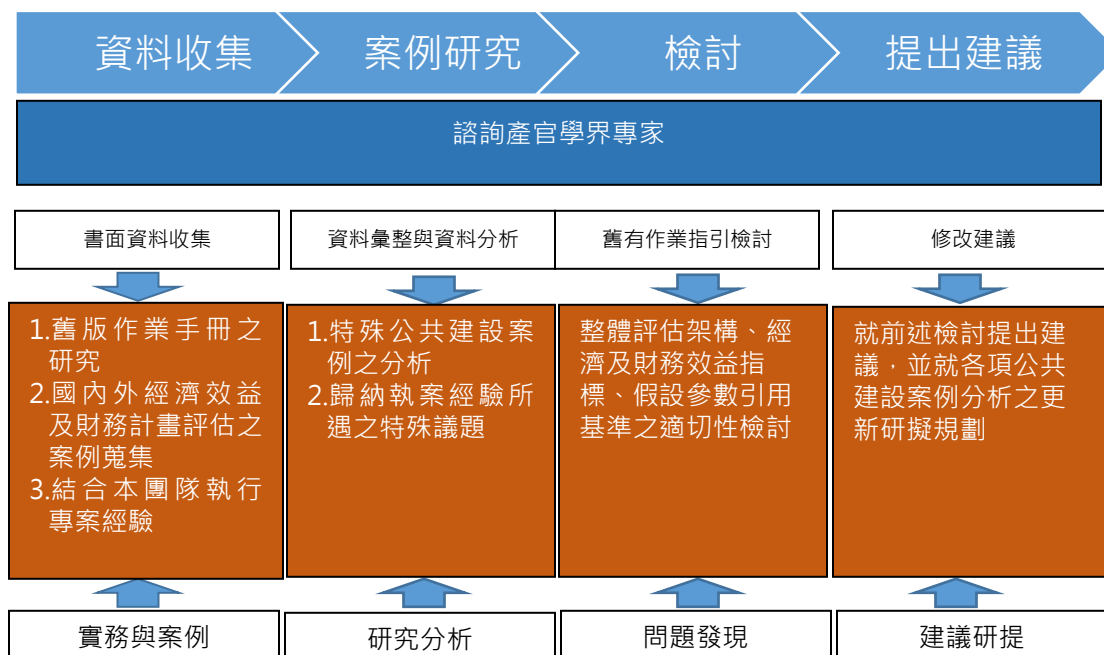 資料收集
案例研究
檢討
提出建議
諮詢產官學界專家
書面資料收集
資料彙整與資料分析
舊有作業指引檢討
修改建議
1.舊版作業手冊之
研究
2.國內外經濟效益
及財務計畫評估之
案例蒐集
3.結合本團隊執行
專案經驗
1.特殊公共建設案
例之分析
2.歸納執案經驗所
遇之特殊議題
整體評估架構、經
濟及財務效益指
標、假設參數引用
基準之適切性檢討
就前述檢討提出建
議，並就各項公共
建設案例分析之更
新研擬規劃
實務與案例
研究分析
問題發現
建議研提